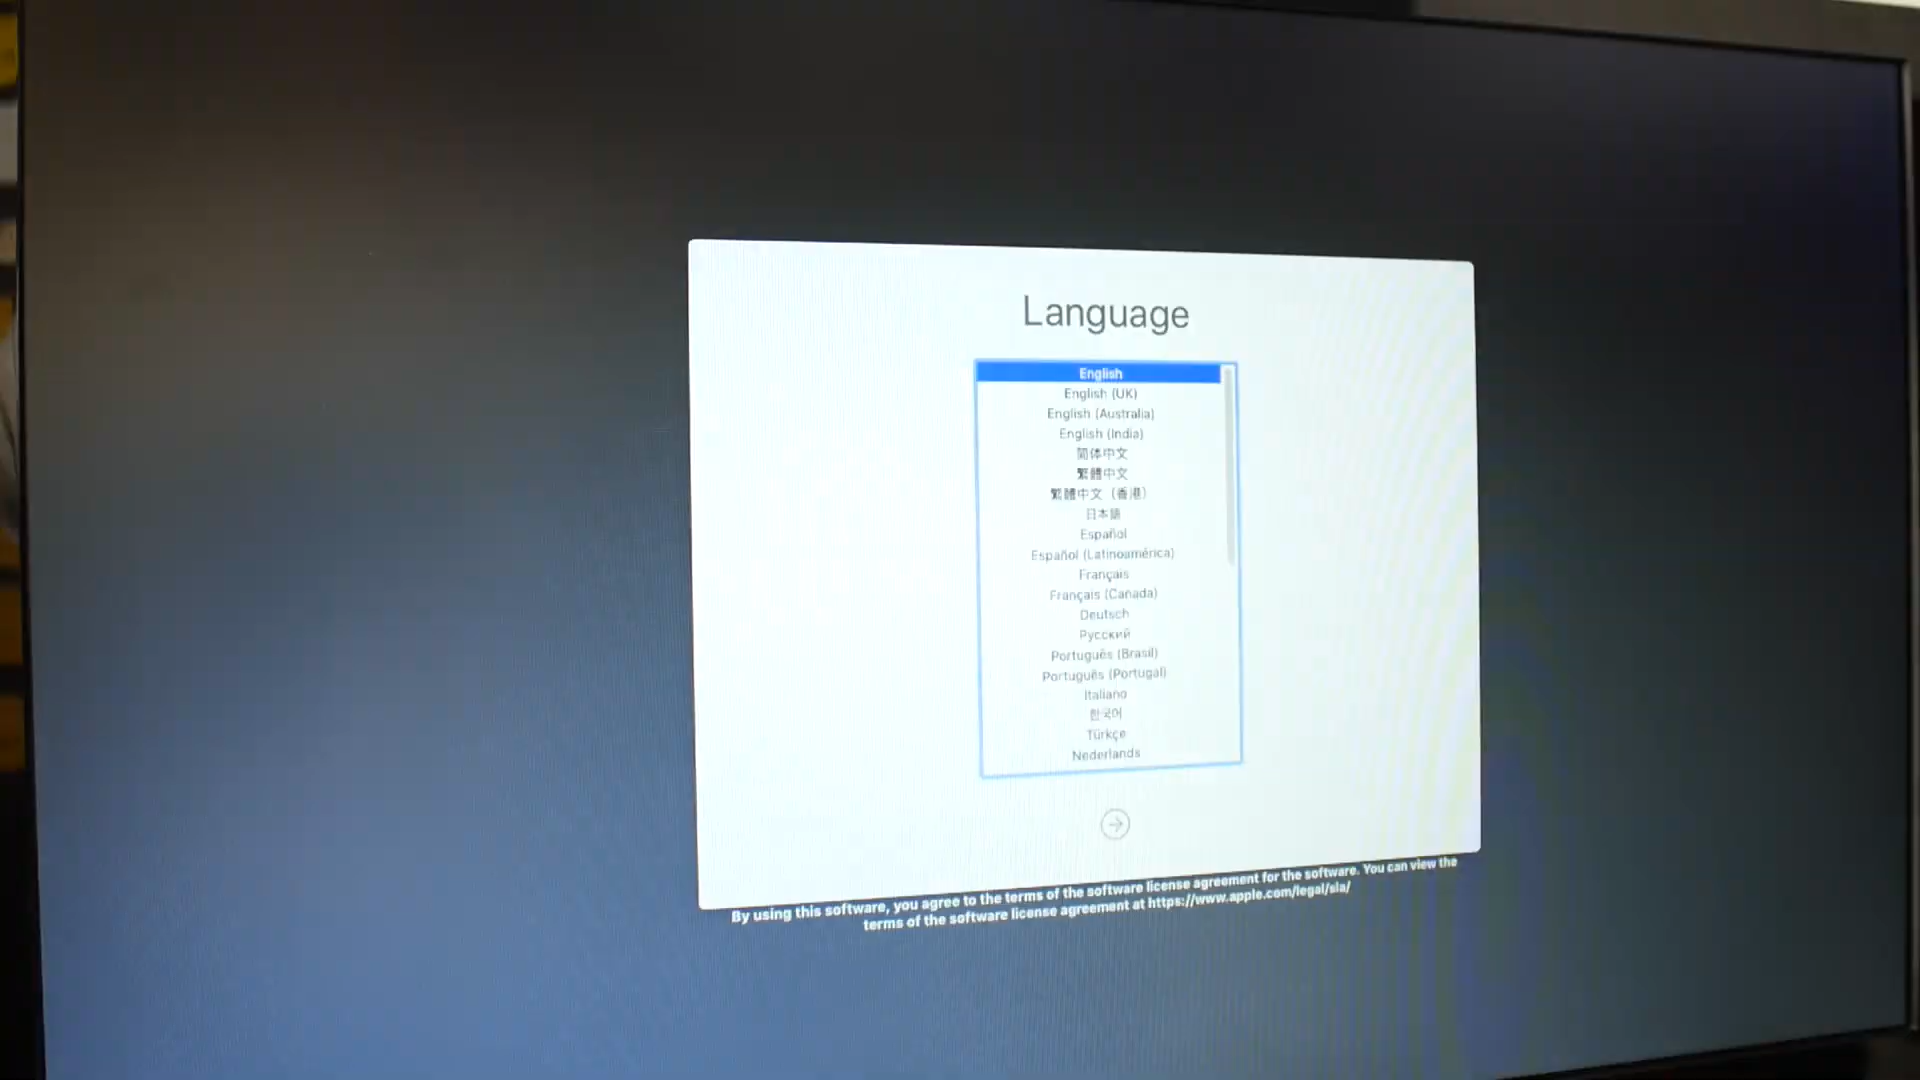 Language
English
English (UK)
English (Australia)
English (India)
简体中文
繁體中文
繁體中文（香港）
日本語
Español
Español (Latinoamérica)
Français
Français (Canada)
Deutsch
Русский
Português (Brasil)
Português (Portugal)
Italiano
한국어
Türkçe
Nederlands
By using this software, you agree to the terms of the software license agreement for the software. You can view the
terms of the software license agreement at https://www.apple.com/legal/sla/